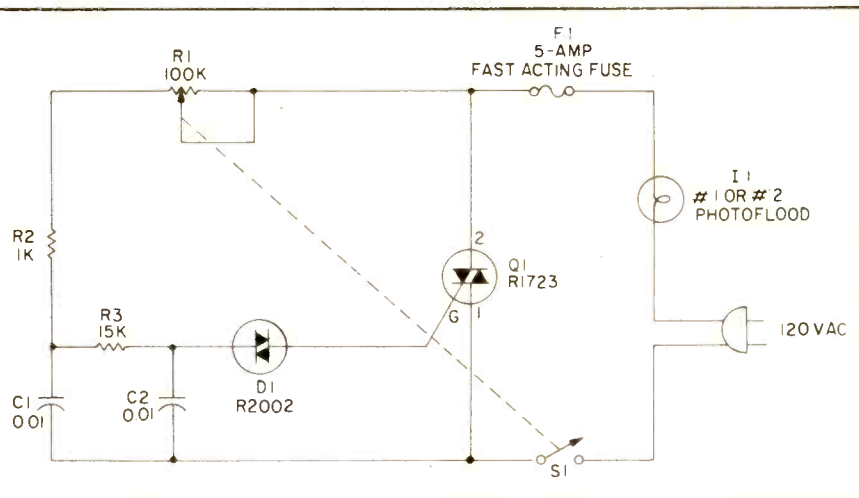 R1
100K
F1
5-AMP
FAST ACTING FUSE
I1
#1 OR #2
PHOTOFLOOD
R2
1K
2
Q1
R1723
G
1
R3
15K
120 VAC
D1
R2002
C1
0.01
C2
0.01
S1